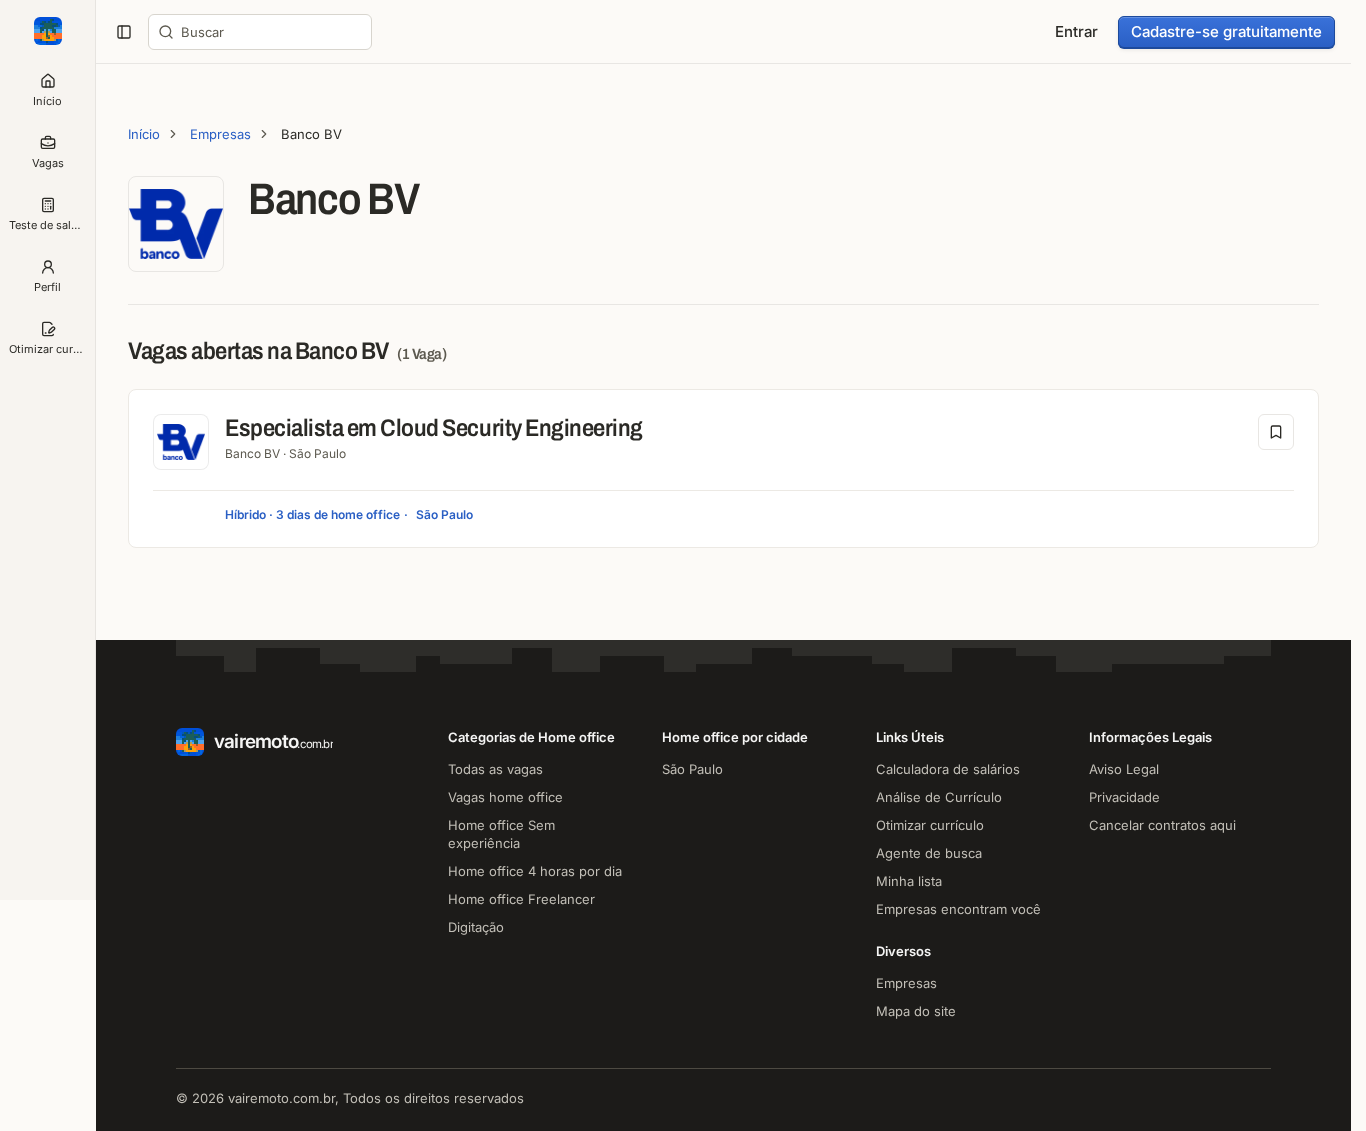 Buscar
Entrar
Cadastre-se gratuitamente
Início
Vagas
Teste de sal...
Perfil
Otimizar cur...
Início
Empresas
Banco BV
BV
banco
Banco BV
Vagas abertas na Banco BV (1 Vaga)
BV
banco
Especialista em Cloud Security Engineering
Banco BV · São Paulo
Híbrido · 3 dias de home office · São Paulo
vairemoto.com.br
Categorias de Home office
Todas as vagas
Vagas home office
Home office Sem
experiência
Home office 4 horas por dia
Home office Freelancer
Digitação
Home office por cidade
São Paulo
Links Úteis
Calculadora de salários
Análise de Currículo
Otimizar currículo
Agente de busca
Minha lista
Empresas encontram você
Diversos
Empresas
Mapa do site
Informações Legais
Aviso Legal
Privacidade
Cancelar contratos aqui
© 2026 vairemoto.com.br, Todos os direitos reservados